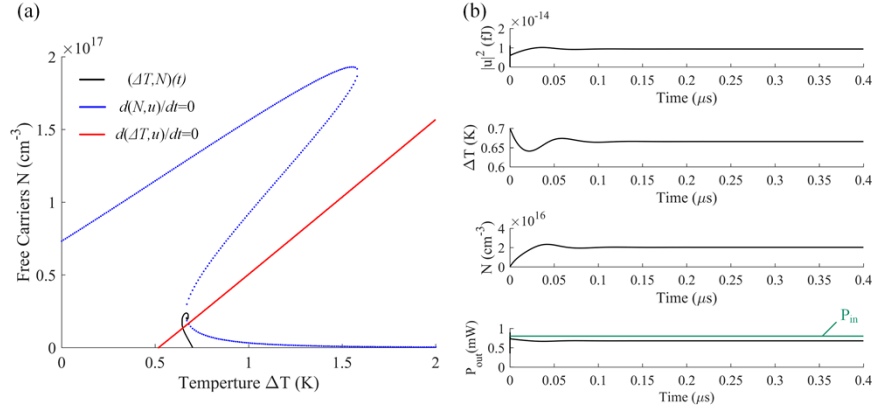 (a)
×10^17
2
1.5
1
0.5
0
0
0.5
1
1.5
2
Free Carriers N (cm^-3)
Temperture ΔT (K)
(ΔT,N)(t)
d(N,u)/dt=0
d(ΔT,u)/dt=0
(b)
×10^-14
|u|^2 (fJ)
2
1
0
0 0.05 0.1 0.15 0.2 0.25 0.3 0.35 0.4
Time (μs)
ΔT (K)
0.7
0.65
0.6
0 0.05 0.1 0.15 0.2 0.25 0.3 0.35 0.4
Time (μs)
×10^16
N (cm^-3)
4
2
0
0 0.05 0.1 0.15 0.2 0.25 0.3 0.35 0.4
Time (μs)
P_out(mW)
1
0.5
0
P_in
0 0.05 0.1 0.15 0.2 0.25 0.3 0.35 0.4
Time (μs)